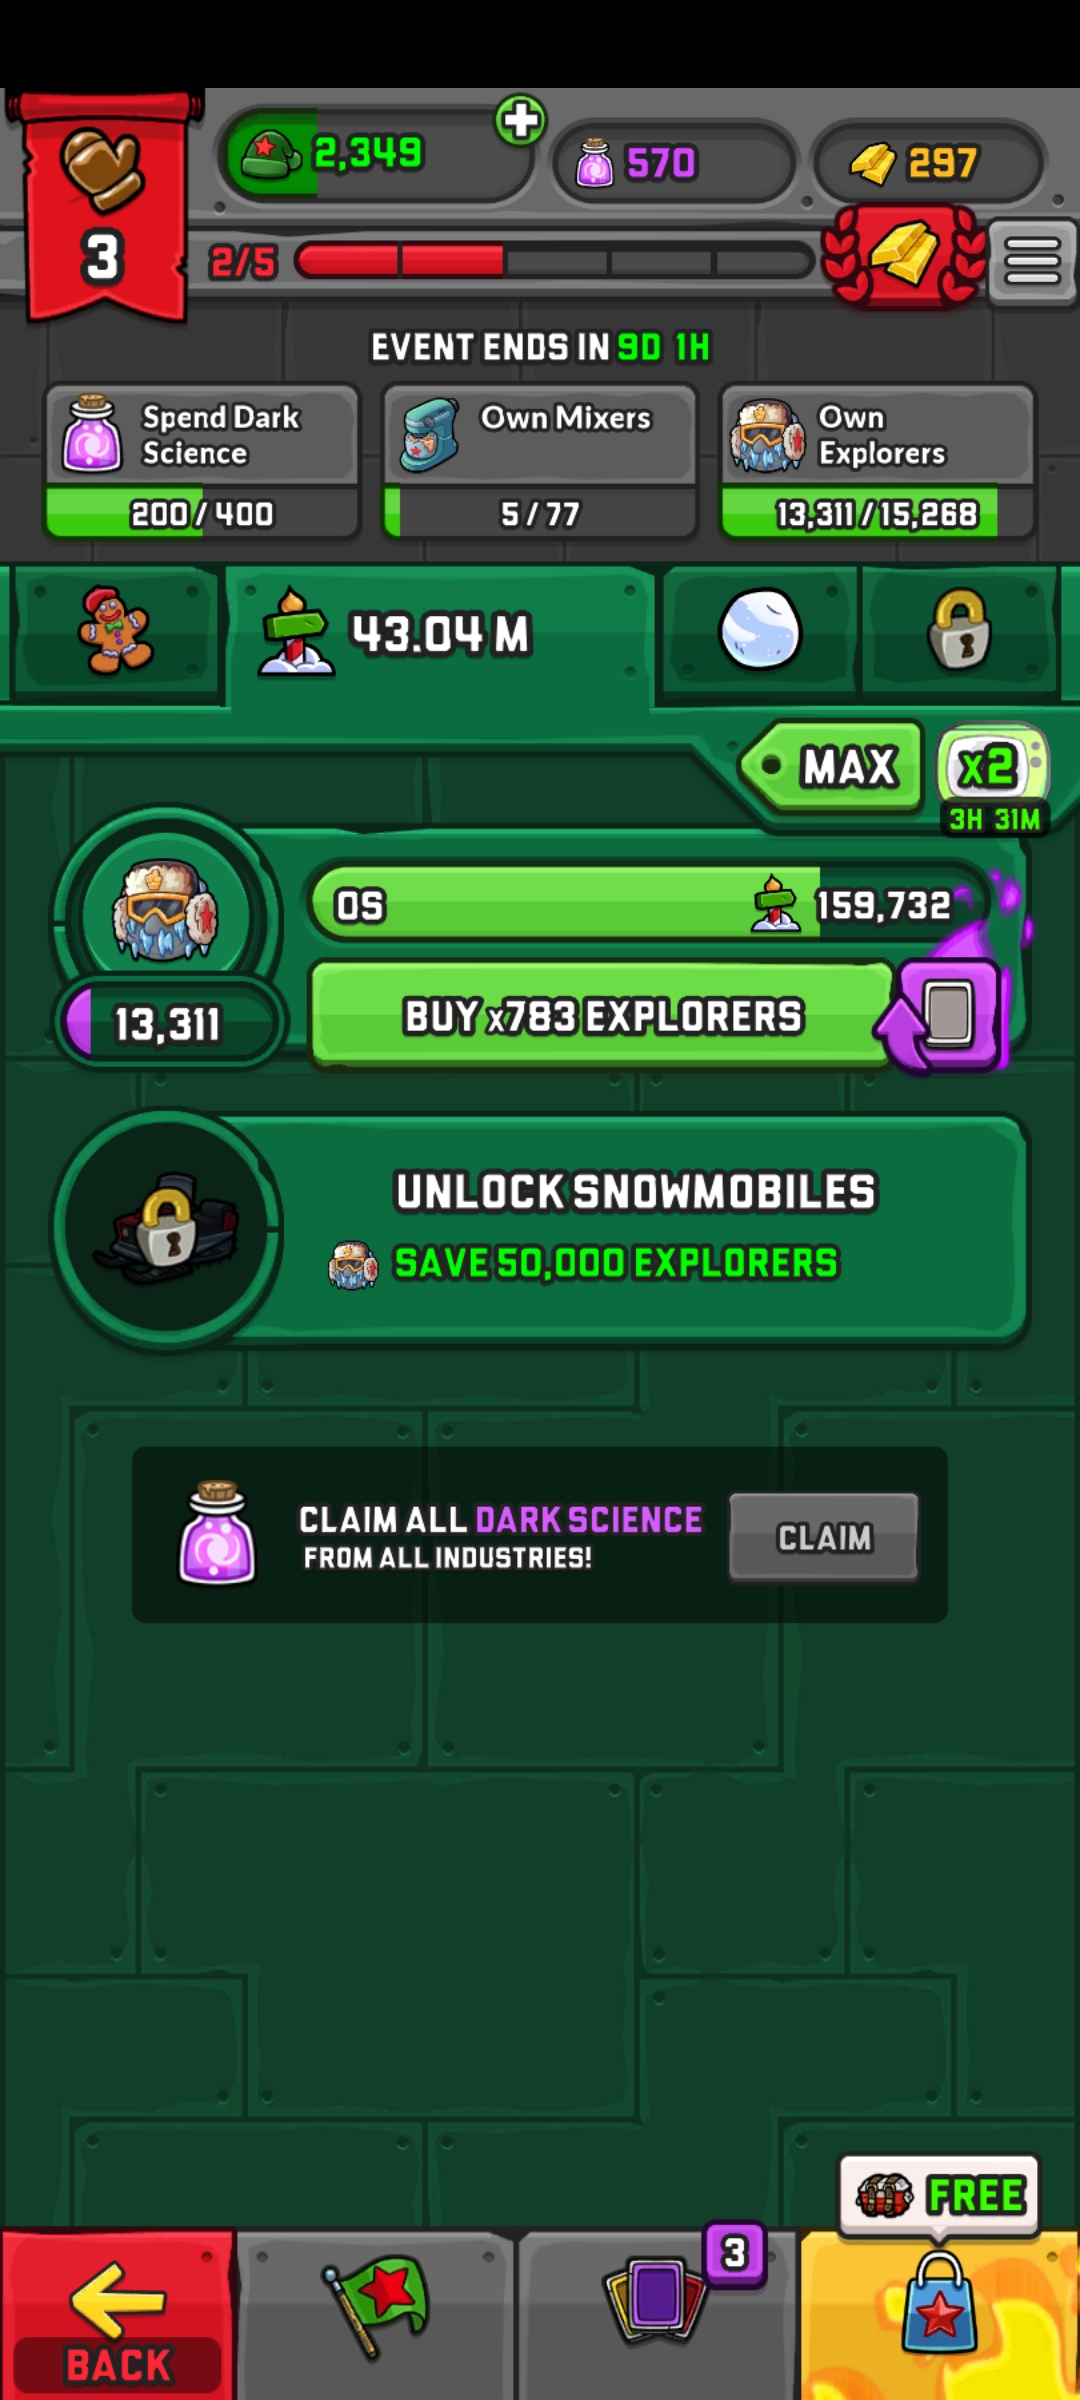 2,349
570
297
3
2/5
EVENT ENDS IN 9D 1H
Spend Dark
Science
200/400
Own Mixers
5/77
Own
Explorers
13,311/15,268
43.04 M
MAX
x2
3H 31M
0S
159,732
13,311
BUY x783 EXPLORERS
UNLOCK SNOWMOBILES
SAVE 50,000 EXPLORERS
CLAIM ALL DARK SCIENCE
FROM ALL INDUSTRIES!
CLAIM
FREE
3
BACK